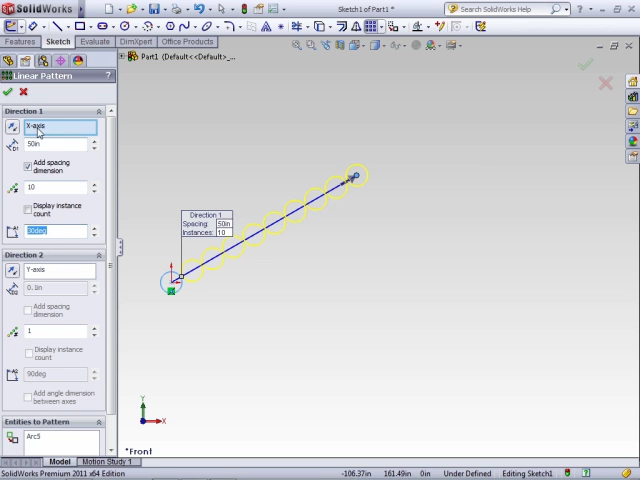 SolidWorks
Sketch1 of Part1 *
Search SolidWorks Help
Features
Sketch
Evaluate
DimXpert
Office Products
Part1 (Default<<Default>_...
Linear Pattern
?
Direction 1
X-axis
50in
Add spacing
dimension
10
Display instance
count
30deg
Direction 2
Y-axis
0.1in
Add spacing
dimension
1
Display instance
count
90deg
Add angle dimension
between axes
Entities to Pattern
Arc5
Direction 1
Spacing: 50in
Instances: 10
Y
X
*Front
Model
Motion Study 1
SolidWorks Premium 2011 x64 Edition
-106.37in
161.49in
0in
Under Defined
Editing Sketch1